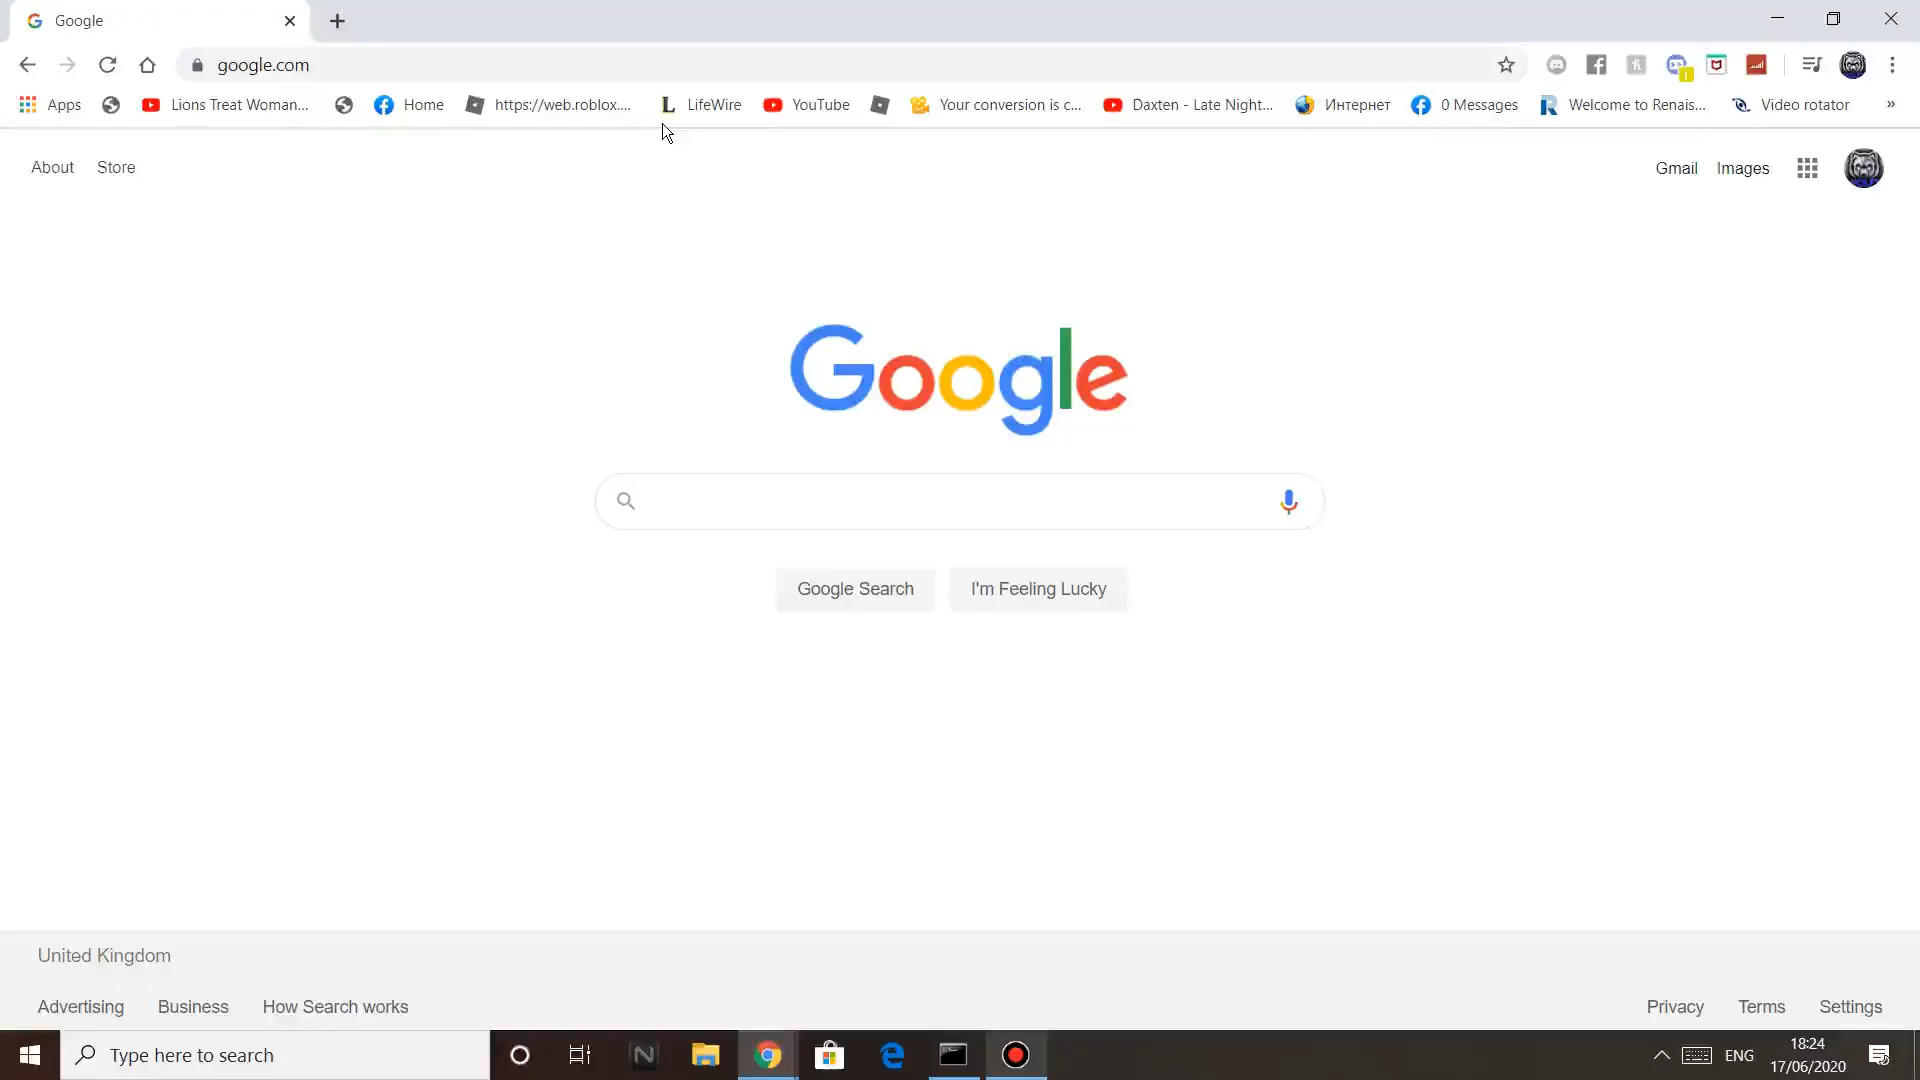 Google
google.com
Apps
Lions Treat Woman...
Home
https://web.roblox....
LifeWire
YouTube
Your conversion is c...
Daxten - Late Night...
Интернет
0 Messages
Welcome to Renais...
Video rotator
»
About Store
Gmail Images
Google
Google Search I'm Feeling Lucky
United Kingdom
Advertising Business How Search works
Privacy Terms Settings
Type here to search
ENG
18:24
17/06/2020